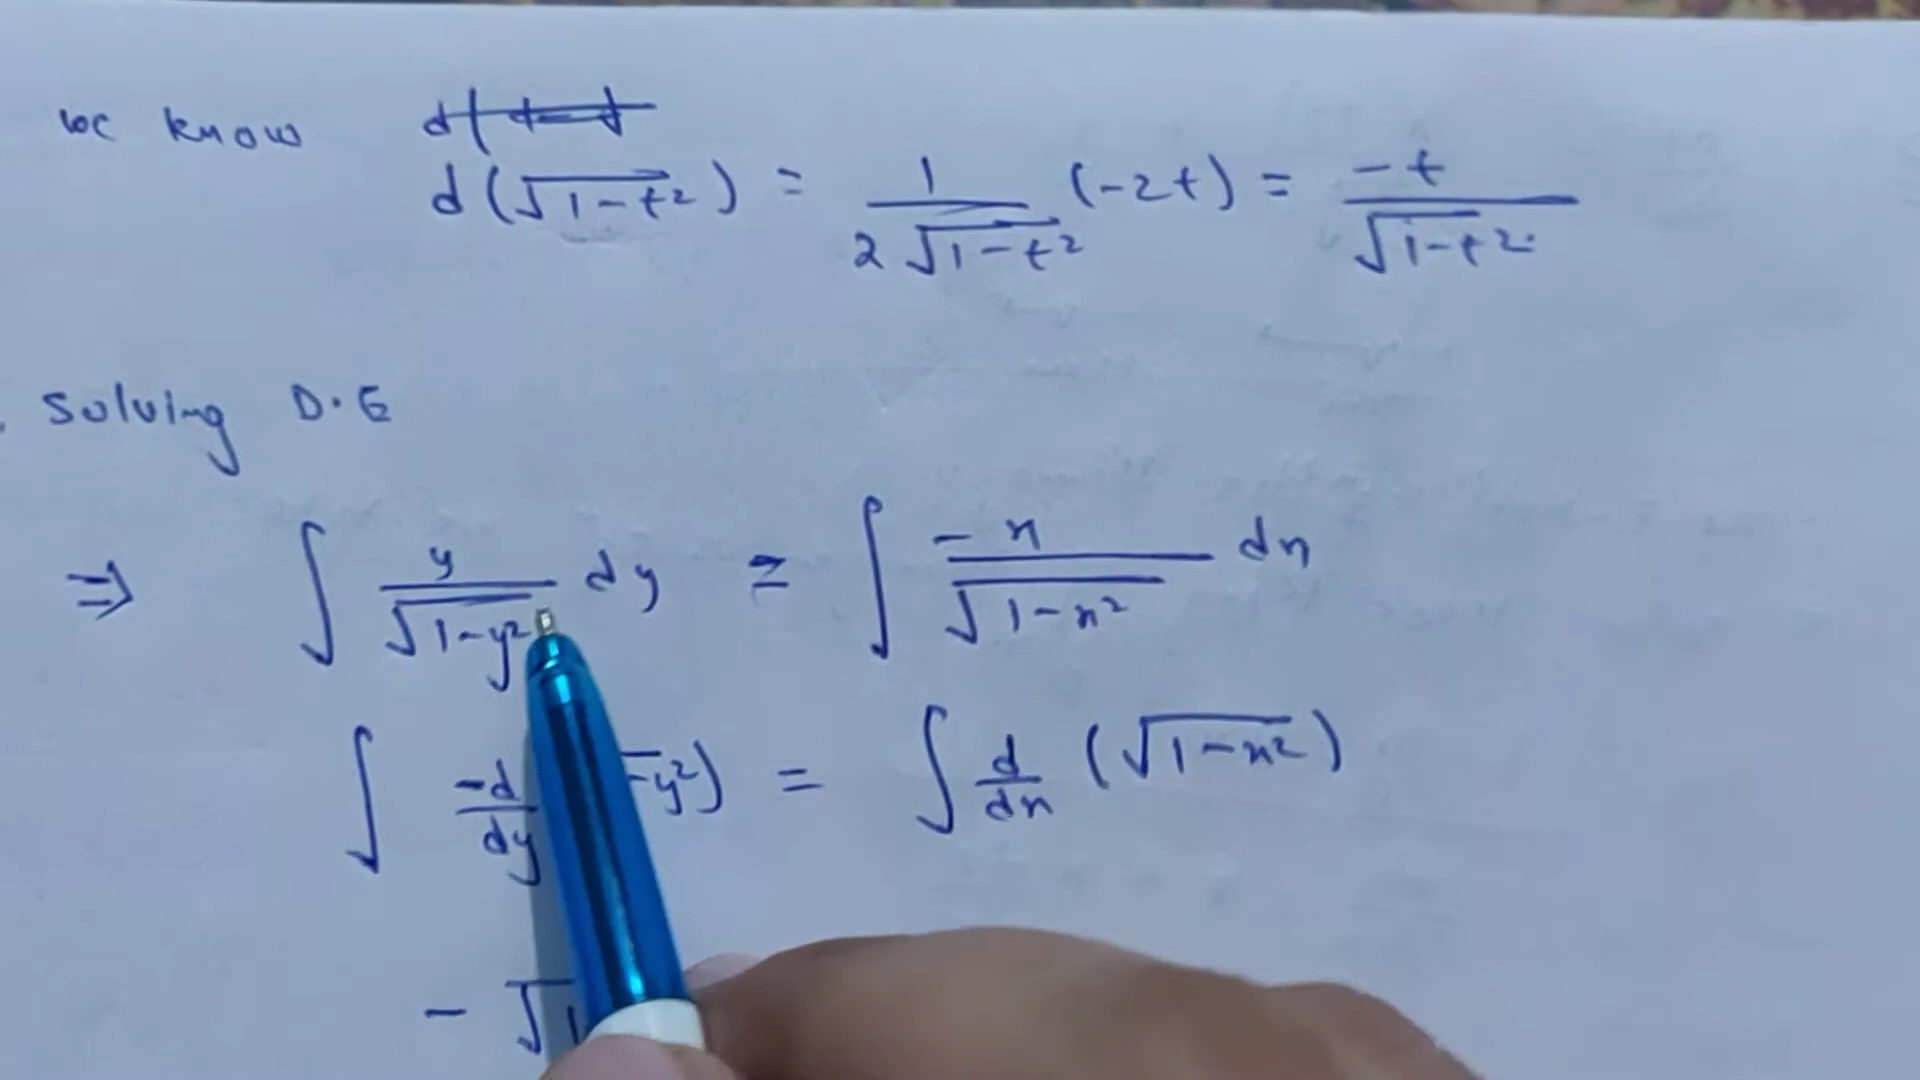 we know d(
d(√1-t2) = 1/2√1-t2 (-2t) = -t/√1-t2
Solving D.E
⇒ ∫ y/√1-y2 dy = ∫ -x/√1-x2 dx
∫ -d/dy -y2) = ∫ d/dx (√1-x2)
- √1